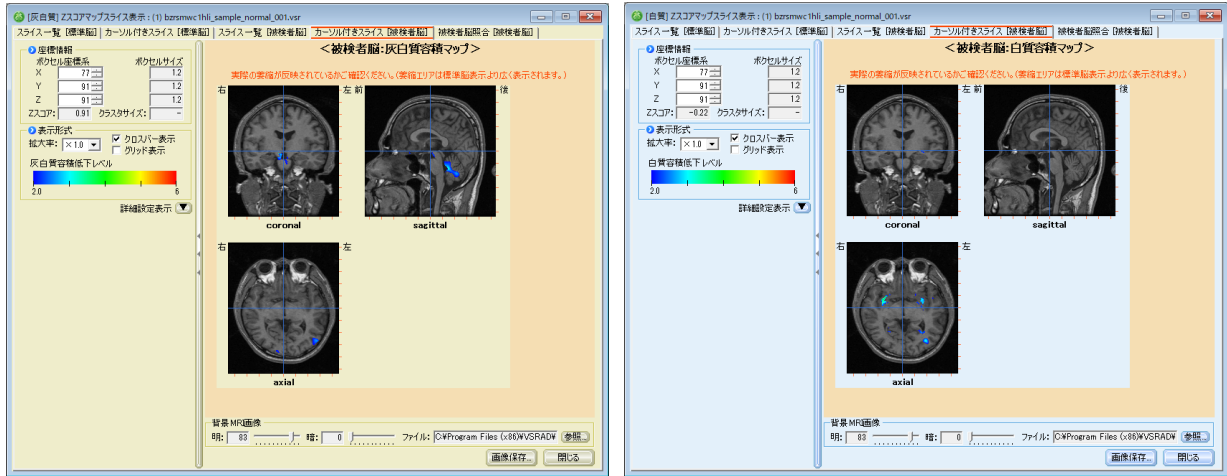 [灰白質] Zスコアマップスライス表示 : (1) bzrsmwc1hli_sample_normal_001.vsr
スライス一覧 [標準脳] カーソル付きスライス [標準脳] スライス一覧 [被検者脳] カーソル付きスライス [被検者脳] 被検者脳照合 [被検者脳]
座標情報
ボクセル座標系 ボクセルサイズ
X 77 1.2
Y 91 1.2
Z 91 1.2
Zスコア: 0.91 クラスタサイズ: -
表示形式
拡大率: ×1.0 クロスバー表示
グリッド表示
灰白質容積低下レベル
2.0 6
詳細設定表示
<被検者脳:灰白質容積マップ>
実際の萎縮が反映されているかご確認ください。(萎縮エリアは標準脳表示より広く表示されます。)
右 左 前 後
coronal sagittal
右 左
axial
背景MRI画像
明: 83 暗: 0 ファイル: C:¥Program Files (x86)¥VSRAD¥ 参照...
画像保存... 閉じる
[白質] Zスコアマップスライス表示 : (1) bzrsmwc1hli_sample_normal_001.vsr
スライス一覧 [標準脳] カーソル付きスライス [標準脳] スライス一覧 [被検者脳] カーソル付きスライス [被検者脳] 被検者脳照合 [被検者脳]
座標情報
ボクセル座標系 ボクセルサイズ
X 77 1.2
Y 91 1.2
Z 91 1.2
Zスコア: -0.22 クラスタサイズ: -
表示形式
拡大率: ×1.0 クロスバー表示
グリッド表示
白質容積低下レベル
2.0 6
詳細設定表示
<被検者脳:白質容積マップ>
実際の萎縮が反映されているかご確認ください。(萎縮エリアは標準脳表示より広く表示されます。)
右 左 前 後
coronal sagittal
右 左
axial
背景MRI画像
明: 83 暗: 0 ファイル: C:¥Program Files (x86)¥VSRAD¥ 参照...
画像保存... 閉じる